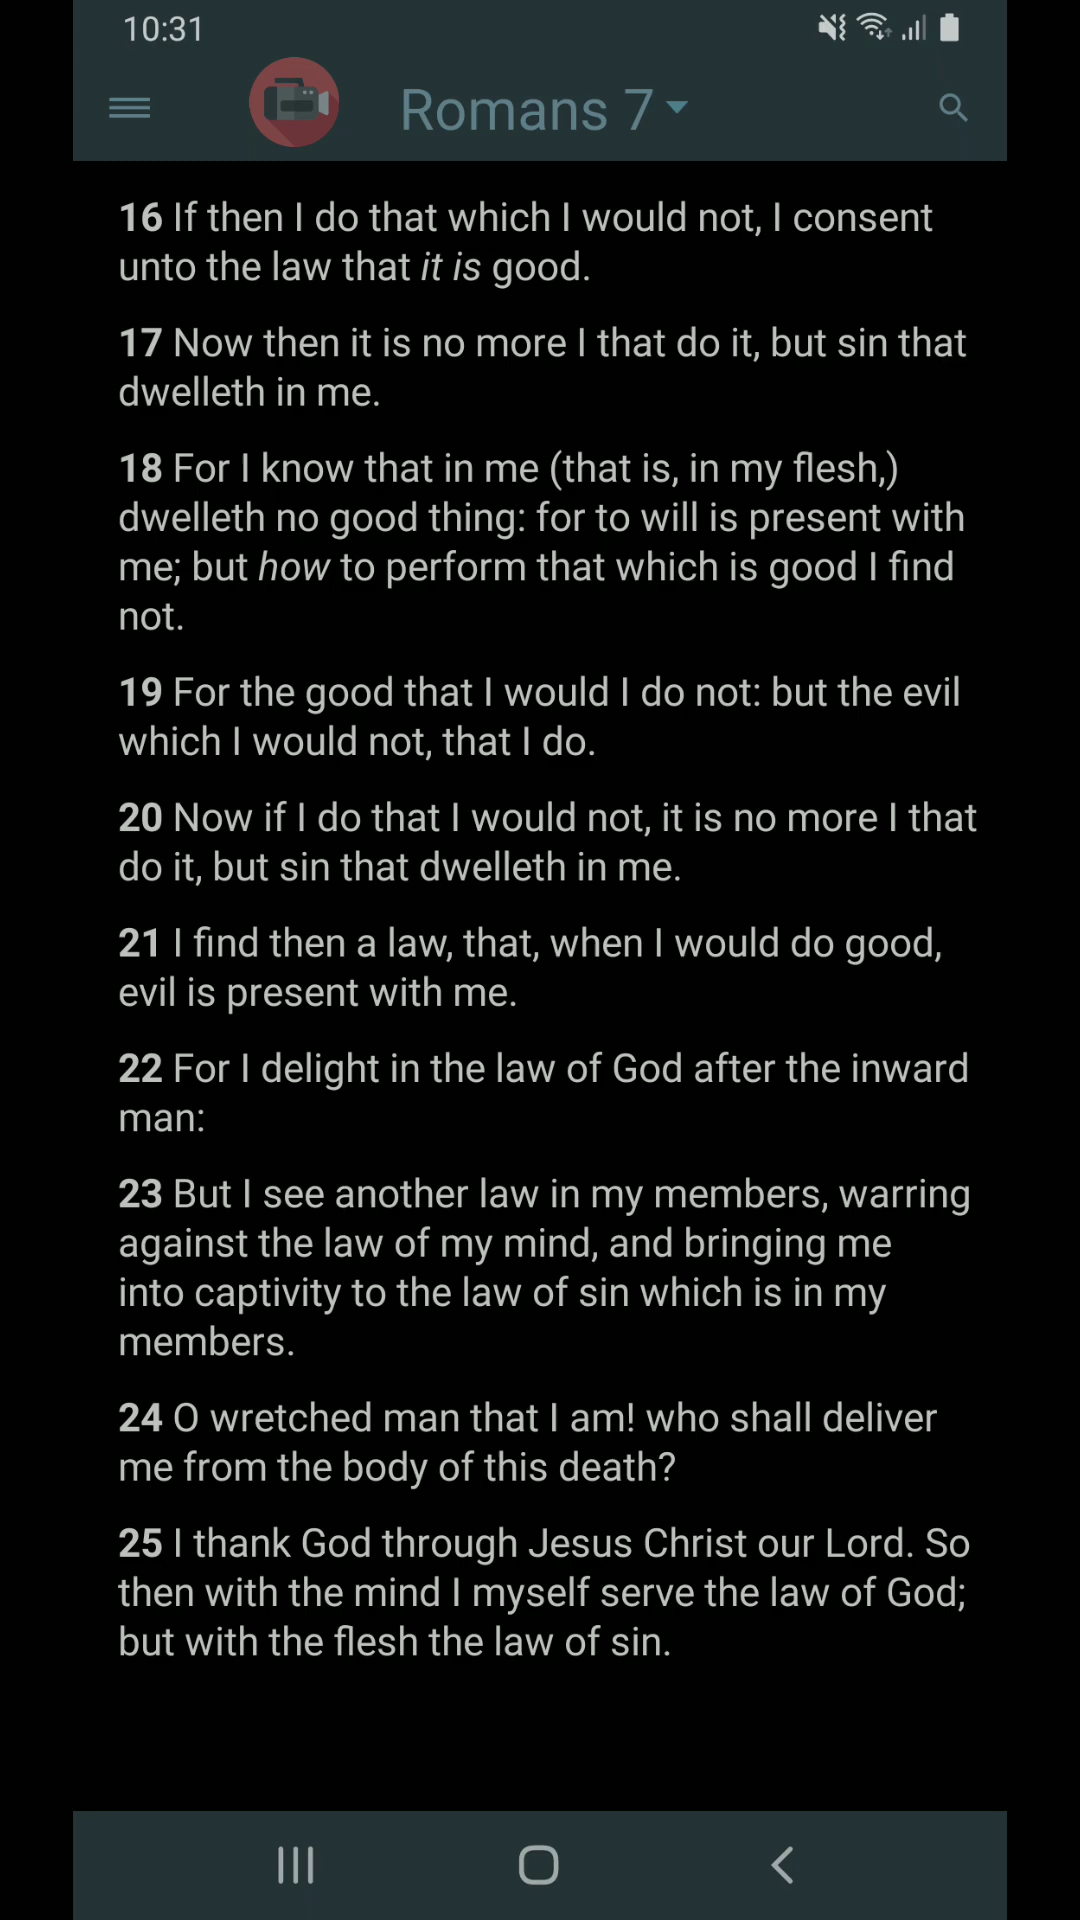 10:31
Romans 7
16 If then I do that which I would not, I consent
unto the law that it is good.
17 Now then it is no more I that do it, but sin that
dwelleth in me.
18 For I know that in me (that is, in my flesh,)
dwelleth no good thing: for to will is present with
me; but how to perform that which is good I find
not.
19 For the good that I would I do not: but the evil
which I would not, that I do.
20 Now if I do that I would not, it is no more I that
do it, but sin that dwelleth in me.
21 I find then a law, that, when I would do good,
evil is present with me.
22 For I delight in the law of God after the inward
man:
23 But I see another law in my members, warring
against the law of my mind, and bringing me
into captivity to the law of sin which is in my
members.
24 O wretched man that I am! who shall deliver
me from the body of this death?
25 I thank God through Jesus Christ our Lord. So
then with the mind I myself serve the law of God;
but with the flesh the law of sin.